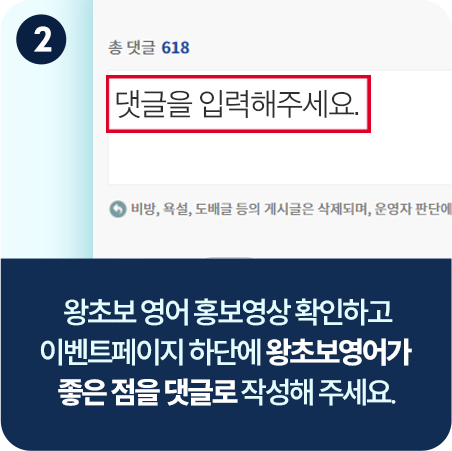 2
총 댓글 618
댓글을 입력해주세요.
비방, 욕설, 도배글 등의 게시글은 삭제되며, 운영자 판단에
왕초보 영어 홍보영상 확인하고
이벤트페이지 하단에 왕초보영어가
좋은 점을 댓글로 작성해 주세요.